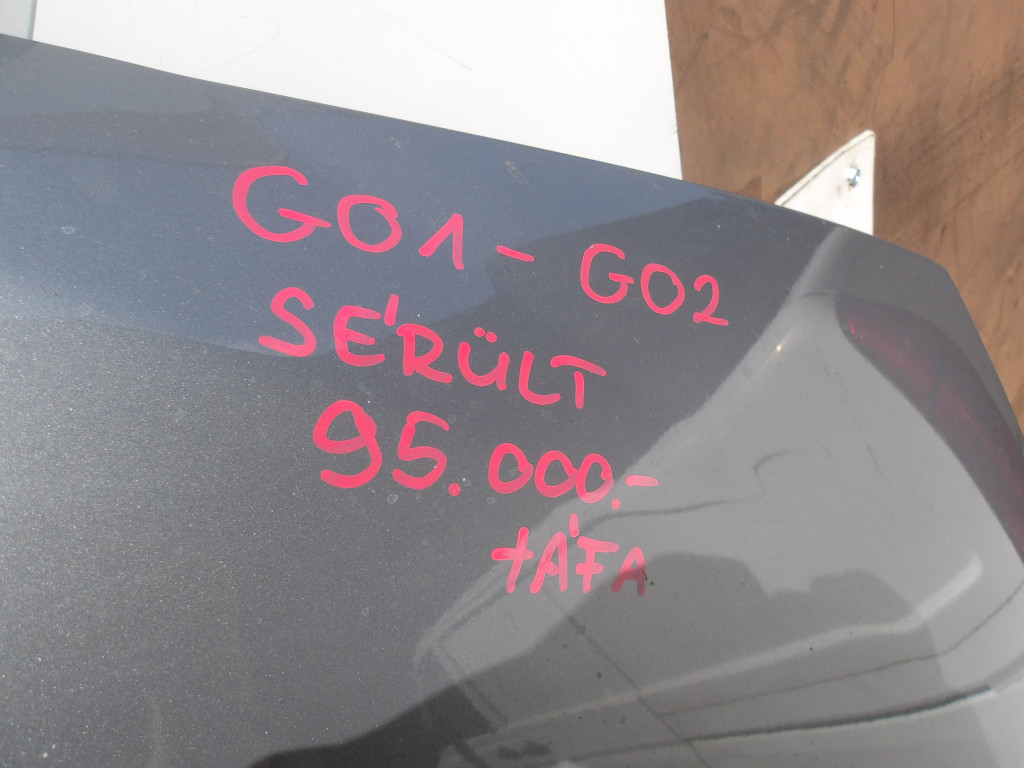 G01 - G02
SÉRÜLT
95.000.-
+ÁFA